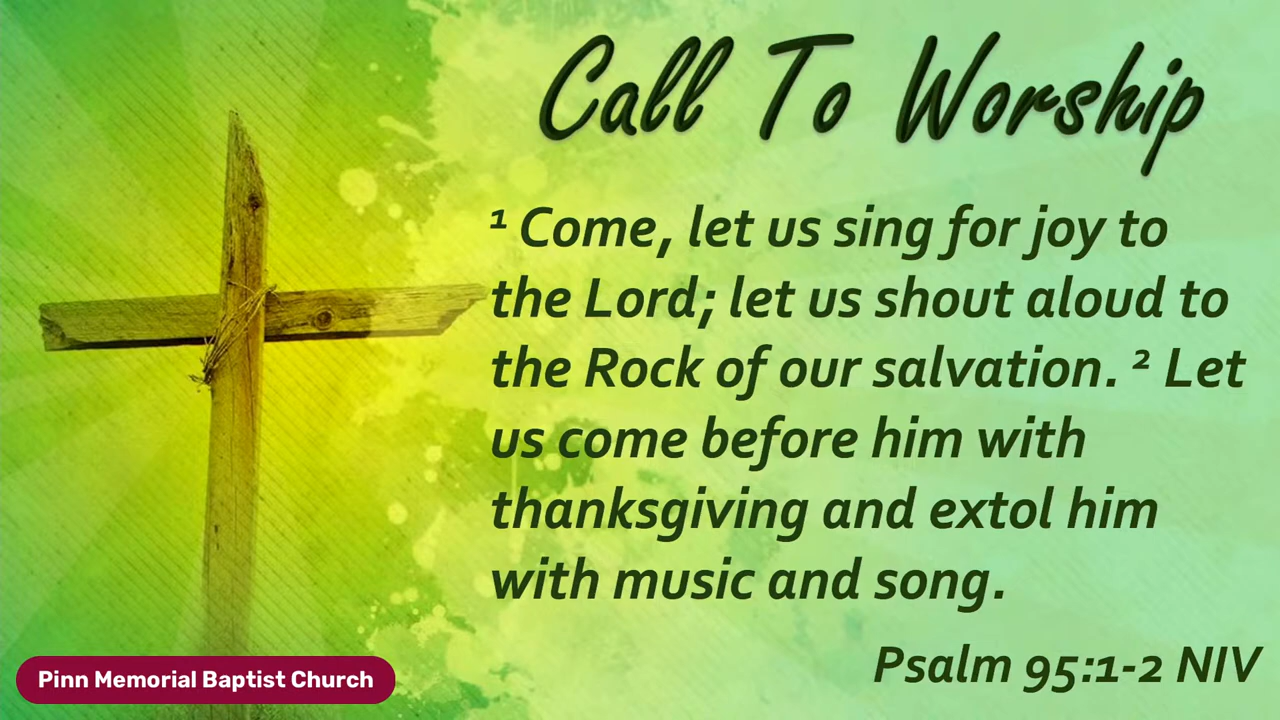 Call To Worship
¹ Come, let us sing for joy to
the Lord; let us shout aloud to
the Rock of our salvation. ² Let
us come before him with
thanksgiving and extol him
with music and song.
Psalm 95:1-2 NIV
Pinn Memorial Baptist Church